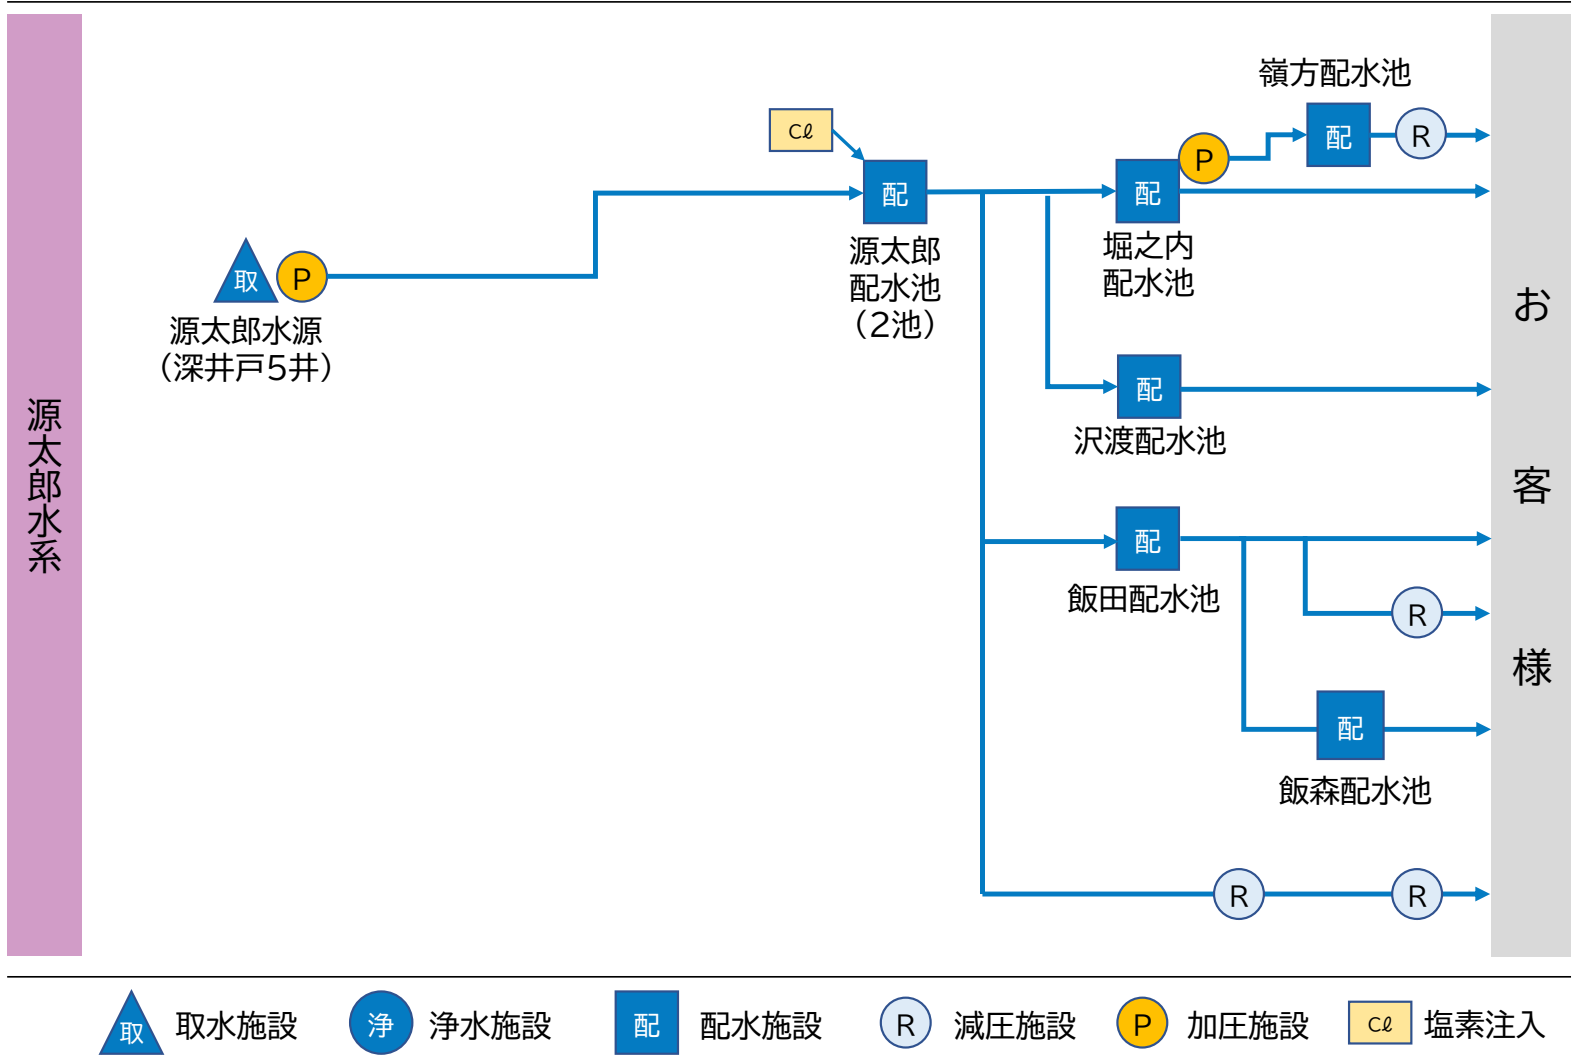 源太郎水系
取
P
源太郎水源
（深井戸5井）
Cℓ
配
源太郎
配水池
（2池）
嶺方配水池
配
R
P
配
堀之内
配水池
配
沢渡配水池
配
飯田配水池
R
配
飯森配水池
R
R
お客様
取 取水施設
浄 浄水施設
配 配水施設
R 減圧施設
P 加圧施設
Cℓ 塩素注入